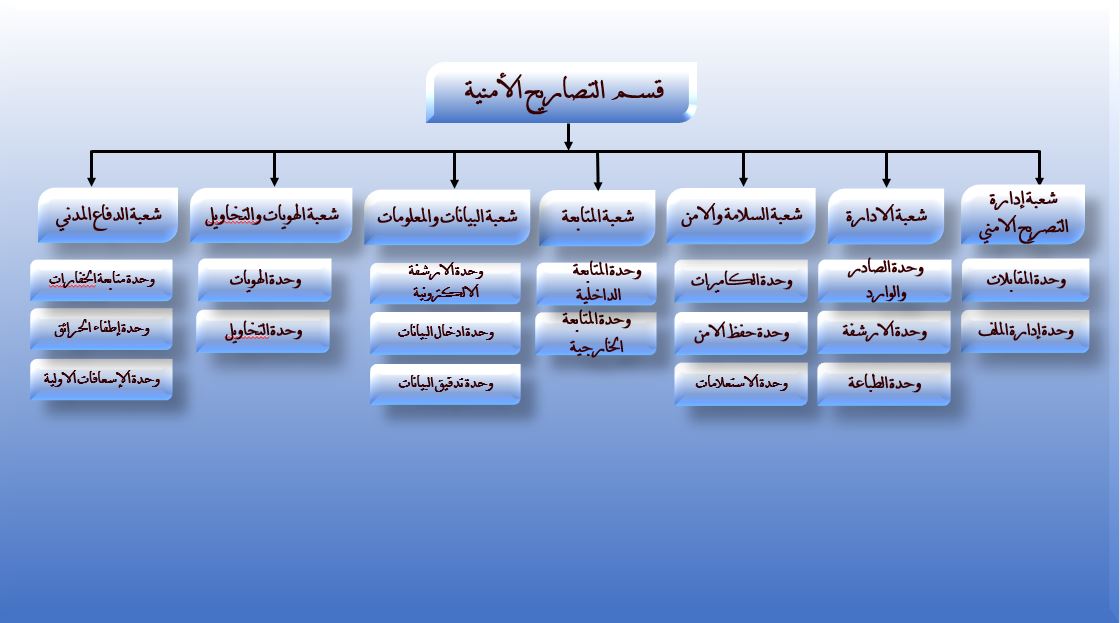 قسم التصاريح الأمنية
شعبة إدارة
التصريح الامني
شعبة الادارة
شعبة السلامة والامن
شعبة المتابعة
شعبة البيانات والمعلومات
شعبة الهويات والتخاويل
شعبة الدفاع المدني
وحدة المقابلات
وحدة الصادر
والوارد
وحدة الكاميرات
وحدة المتابعة
الداخلية
وحدة الارشفة
الالكترونية
وحدة الهويات
وحدة متابعة الخفارات
وحدة إدارة الملف
وحدة الارشفة
وحدة حفظ الامن
وحدة المتابعة
الخارجية
وحدة ادخال البيانات
وحدة التخاويل
وحدة إطفاء الحرائق
وحدة الطباعة
وحدة الاستعلامات
وحدة تدقيق البيانات
وحدة الإسعافات الاولية